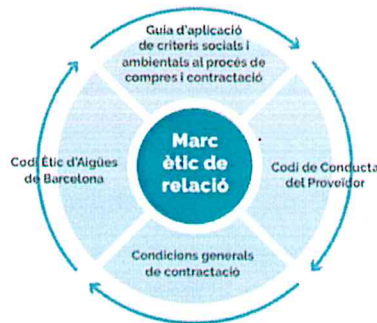 Guia d'aplicació
de criteris socials i
ambientals al procés de
compres i contractació
Codi Ètic d'Aigües
de Barcelona
Marc
ètic de
relació
Codi de Conducta
del Proveïdor
Condicions generals
de contractació